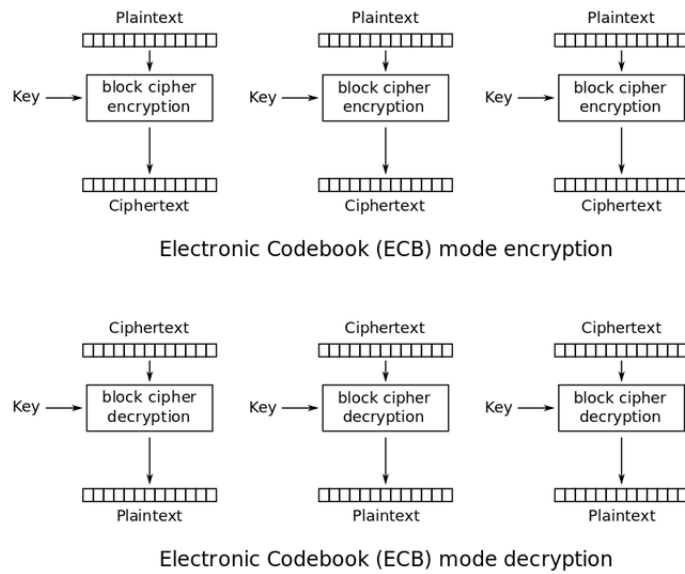 Plaintext Plaintext Plaintext
Key block cipher encryption Key block cipher encryption Key block cipher encryption
Ciphertext Ciphertext Ciphertext
Electronic Codebook (ECB) mode encryption
Ciphertext Ciphertext Ciphertext
Key block cipher decryption Key block cipher decryption Key block cipher decryption
Plaintext Plaintext Plaintext
Electronic Codebook (ECB) mode decryption